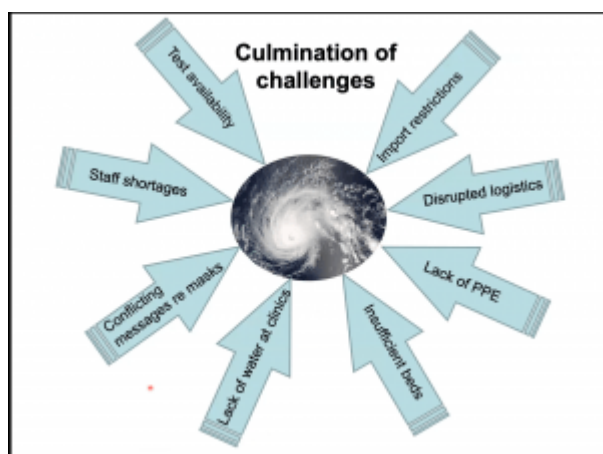 Culmination of
challenges
Test availability
Import restrictions
Staff shortages
Disrupted logistics
Conflicting
messages re masks
Lack of PPE
Lack of water at clinics
Insufficient beds